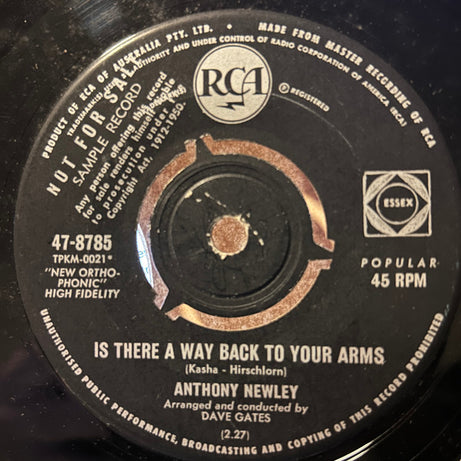 PRODUCT OF RCA OF AUSTRALIA PTY. LTD. • MADE FROM MASTER RECORDING OF RCA
AUTHORITY AND UNDER CONTROL OF RADIO CORPORATION OF AMERICA (RCA)
NOT FOR SALE
SAMPLE RECORD
Any person offering this record
for sale renders himself liable
to prosecution under the
Copyright Act. 1912-1950.
RCA
® REGISTERED
ESSEX
47-8785
TPKM-0021*
"NEW ORTHO-
PHONIC"
HIGH FIDELITY
POPULAR
45 RPM
IS THERE A WAY BACK TO YOUR ARMS
(Kasha - Hirschlorn)
ANTHONY NEWLEY
Arranged and conducted by
DAVE GATES
(2.27)
UNAUTHORISED PUBLIC PERFORMANCE, BROADCASTING AND COPYING OF THIS RECORD PROHIBITED